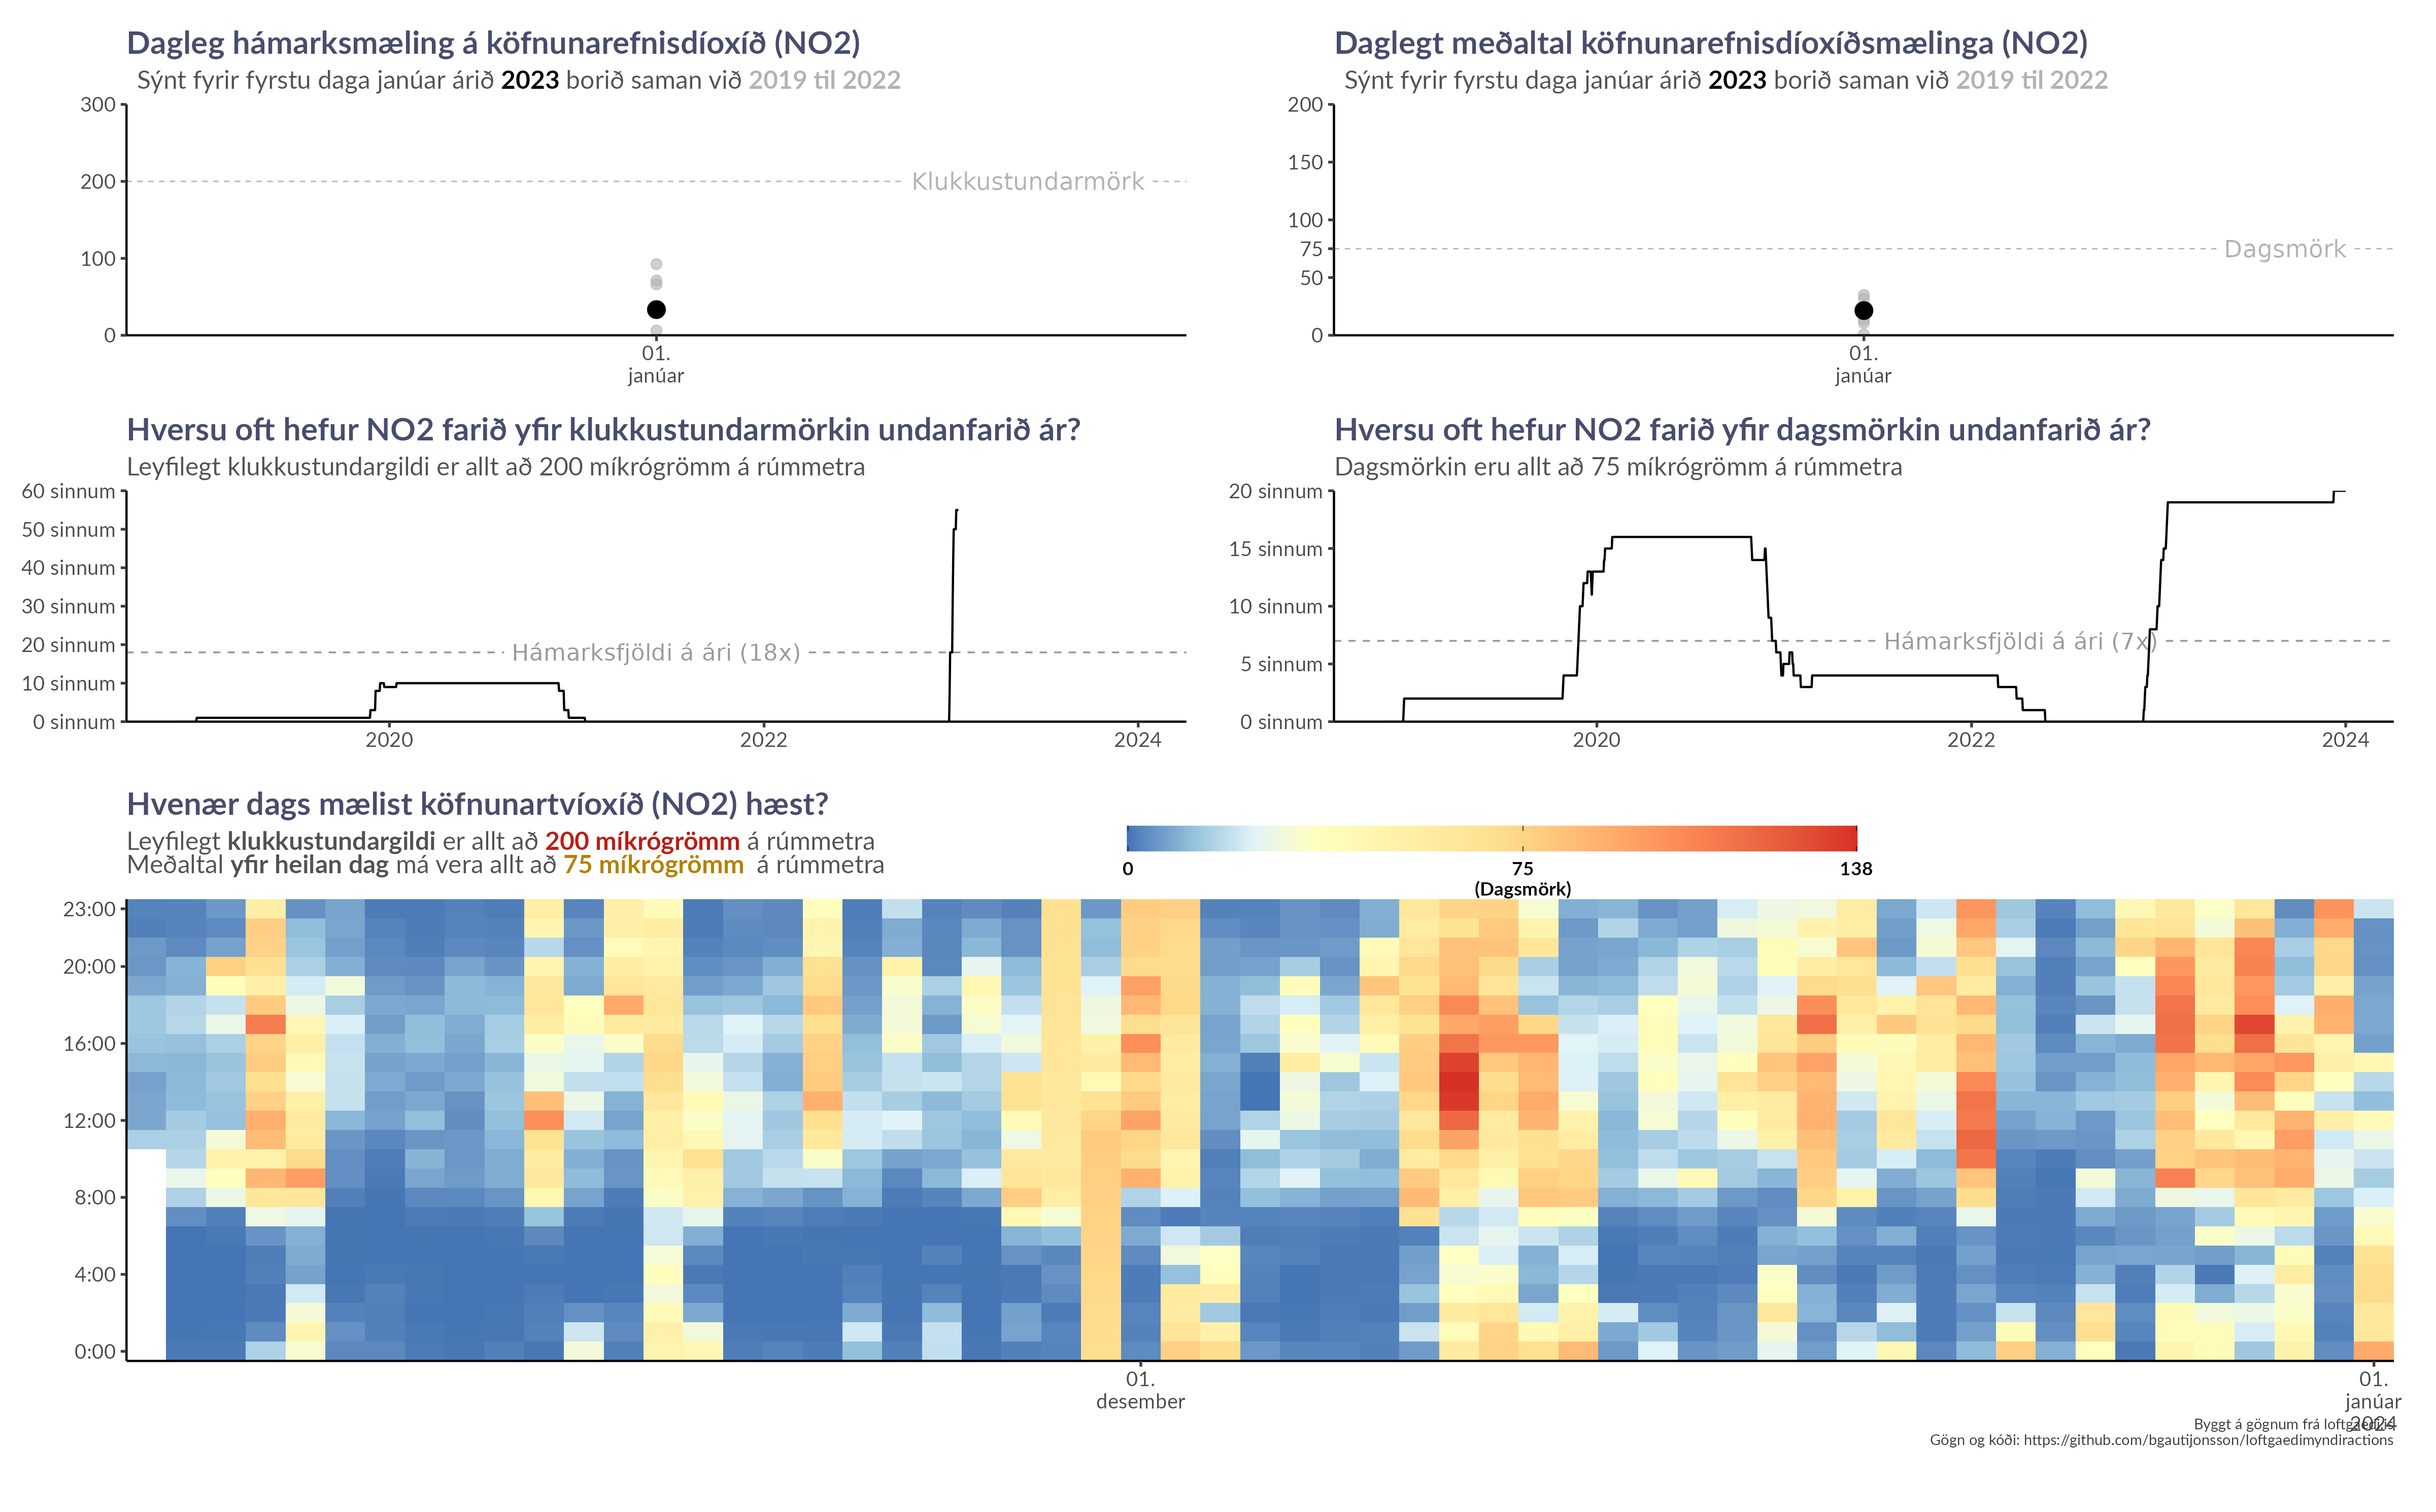 Dagleg hámarksmæling á köfnunarefnisdíoxíð (NO2)
Sýnt fyrir fyrstu daga janúar árið 2023 borið saman við 2019 til 2022
300
200
100
0
Klukkustundarmörk
01.
janúar
Daglegt meðaltal köfnunarefnisdíoxíðsmælinga (NO2)
Sýnt fyrir fyrstu daga janúar árið 2023 borið saman við 2019 til 2022
200
150
100
75
50
0
Dagsmörk
01.
janúar
Hversu oft hefur NO2 farið yfir klukkustundarmörkin undanfarið ár?
Leyfilegt klukkustundargildi er allt að 200 míkrógrömm á rúmmetra
60 sinnum
50 sinnum
40 sinnum
30 sinnum
20 sinnum
10 sinnum
0 sinnum
Hámarksfjöldi á ári (18x)
2020 2022 2024
Hversu oft hefur NO2 farið yfir dagsmörkin undanfarið ár?
Dagsmörkin eru allt að 75 míkrógrömm á rúmmetra
20 sinnum
15 sinnum
10 sinnum
5 sinnum
0 sinnum
Hámarksfjöldi á ári (7x)
2020 2022 2024
Hvenær dags mælist köfnunartvíoxíð (NO2) hæst?
Leyfilegt klukkustundargildi er allt að 200 míkrógrömm á rúmmetra
Meðaltal yfir heilan dag má vera allt að 75 míkrógrömm á rúmmetra
0 75 138
(Dagsmörk)
23:00
20:00
16:00
12:00
8:00
4:00
0:00
01.
desember
01.
janúar
2024
Byggt á gögnum frá loftgaedi.is
Gögn og kóði: https://github.com/bgautijonsson/loftgaedimyndiractions